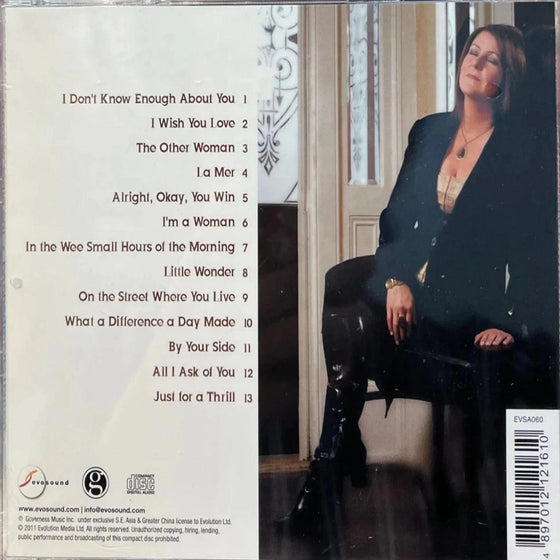 I Don't Know Enough About You 1
I Wish You Love 2
The Other Woman 3
La Mer 4
Alright, Okay, You Win 5
I'm a Woman 6
In the Wee Small Hours of the Morning 7
Little Wonder 8
On the Street Where You Live 9
What a Difference a Day Made 10
By Your Side 11
All I Ask of You 12
Just for a Thrill 13
evosound
g
COMPACT
disc
DIGITAL AUDIO
www.evosound.com | info@evosound.com
℗ Guvneness Music Inc. under exclusive S.E. Asia & Greater China license to Evolution Ltd.
© 2011 Evolution Media Ltd. All rights reserved. Unauthorized copying, hiring, lending,
public performance and broadcasting of this compact disc prohibited.
EVSA060
4 897012 121610